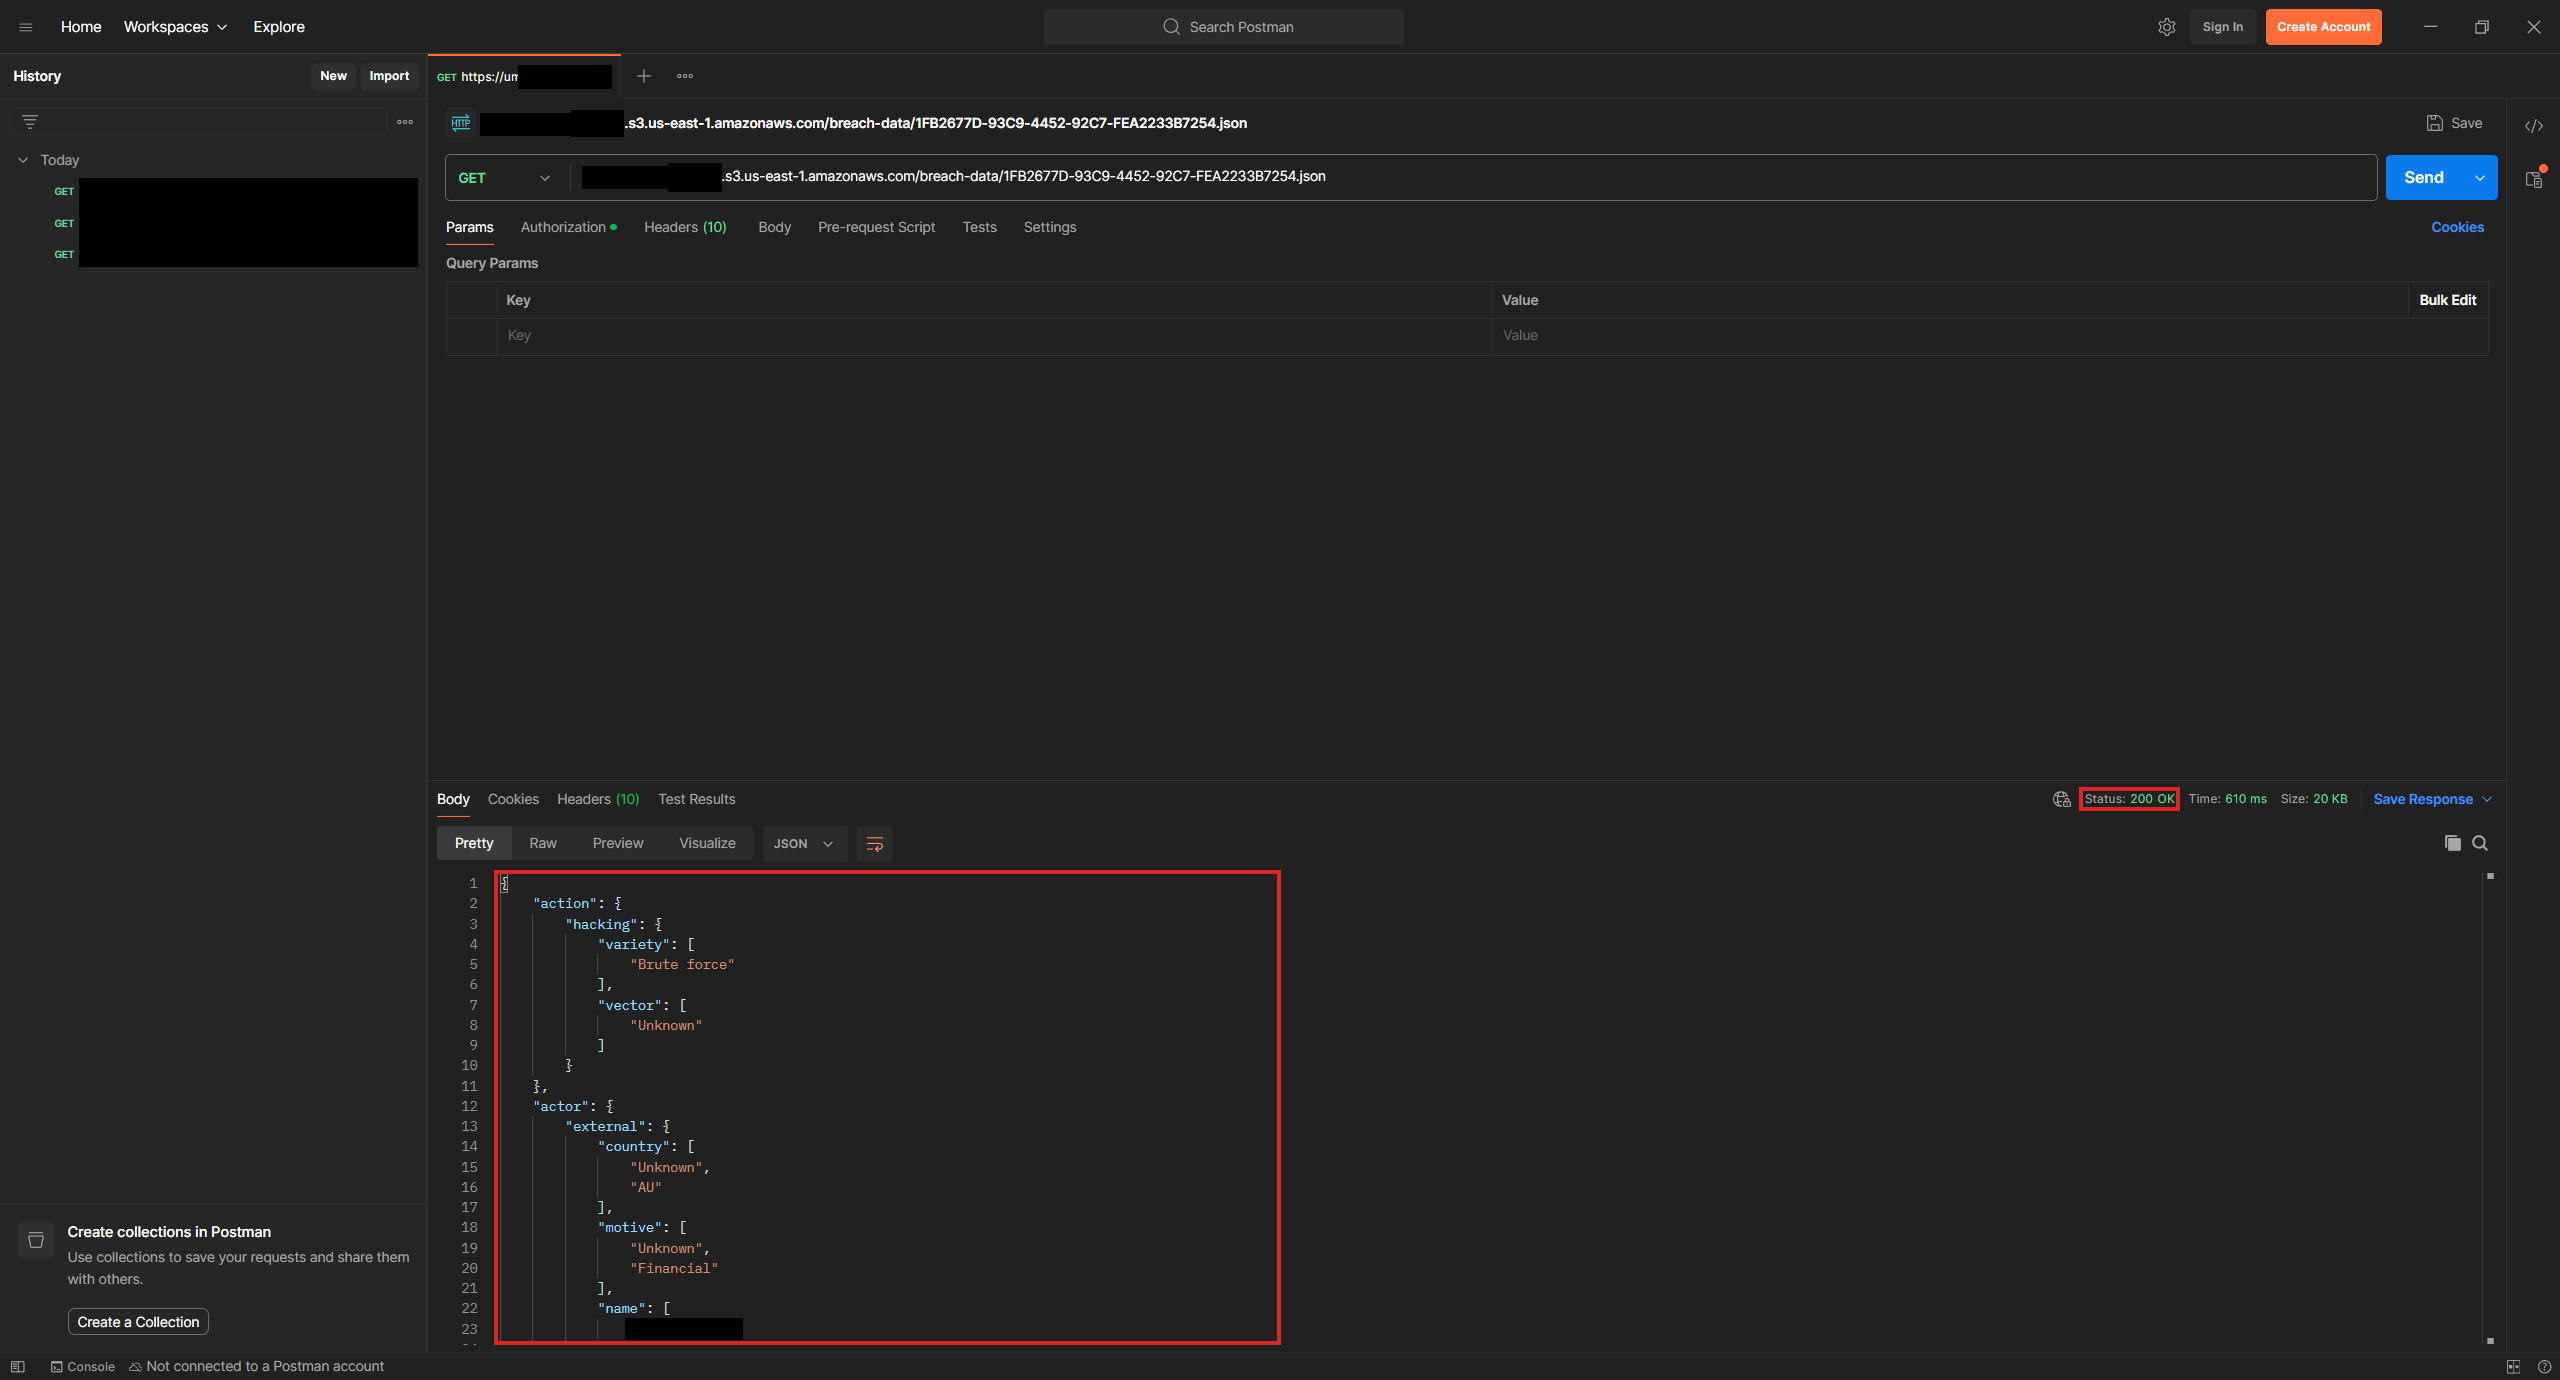 Home Workspaces Explore Search Postman Sign In Create Account
History New Import
GET https://um
.s3.us-east-1.amazonaws.com/breach-data/1FB2677D-93C9-4452-92C7-FEA2233B7254.json Save
HTTP
Today
GET
GET
GET
GET .s3.us-east-1.amazonaws.com/breach-data/1FB2677D-93C9-4452-92C7-FEA2233B7254.json Send
Params Authorization Headers (10) Body Pre-request Script Tests Settings Cookies
Query Params
Key Value Bulk Edit
Key Value
Body Cookies Headers (10) Test Results Status: 200 OK Time: 610 ms Size: 20 KB Save Response
Pretty Raw Preview Visualize JSON
1 {
2 "action": {
3 "hacking": {
4 "variety": [
5 "Brute force"
6 ],
7 "vector": [
8 "Unknown"
9 ]
10 }
11 },
12 "actor": {
13 "external": {
14 "country": [
15 "Unknown",
16 "AU"
17 ],
18 "motive": [
19 "Unknown",
20 "Financial"
21 ],
22 "name": [
23
Create collections in Postman
Use collections to save your requests and share them
with others.
Create a Collection
Console Not connected to a Postman account